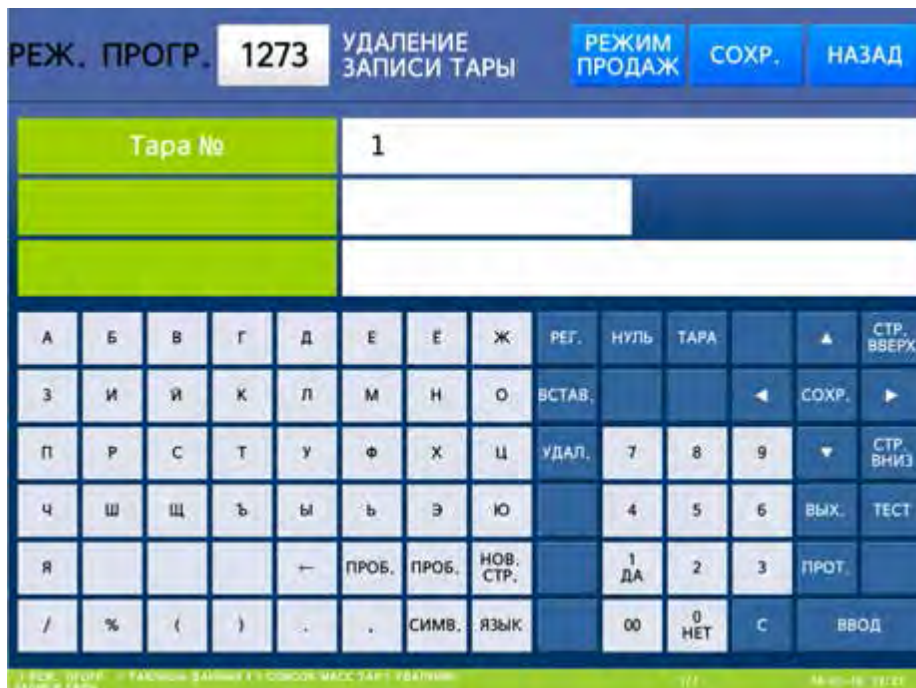 РЕЖ. ПРОГР. 1273 УДАЛЕНИЕ ЗАПИСИ ТАРЫ РЕЖИМ ПРОДАЖ СОХР. НАЗАД
Тара № 1
А Б В Г Д Е Ё Ж РЕГ. НУЛЬ ТАРА ▲ СТР. ВВЕРХ
З И Й К Л М Н О ВСТАВ. ◀ СОХР. ▶
П Р С Т У Ф Х Ц УДАЛ. 7 8 9 ▼ СТР. ВНИЗ
Ч Ш Щ Ъ Ы Ь Э Ю 4 5 6 ВЫХ. ТЕСТ
Я ← ПРОБ. ПРОБ. НОВ. СТР. 1 ДА 2 3 ПРОТ.
/ % ( ) . , СИМВ. ЯЗЫК 00 0 НЕТ C ВВОД